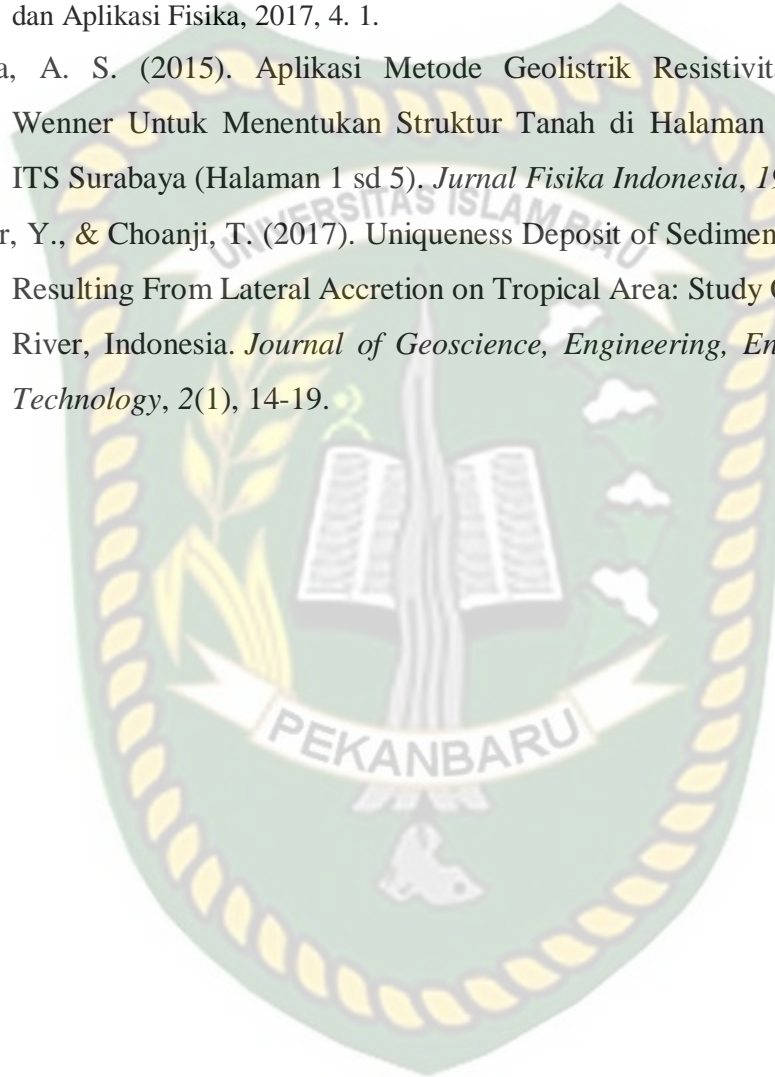 dan Aplikasi Fisika, 2017, 4. 1.
a, A. S. (2015). Aplikasi Metode Geolistrik Resistivita
Wenner Untuk Menentukan Struktur Tanah di Halaman
ITS Surabaya (Halaman 1 sd 5). Jurnal Fisika Indonesia, 19
r, Y., & Choanji, T. (2017). Uniqueness Deposit of Sedimen
Resulting From Lateral Accretion on Tropical Area: Study
River, Indonesia. Journal of Geoscience, Engineering, En
Technology, 2(1), 14-19.
UNIVERSITAS ISLAM RIAU
PEKANBARU